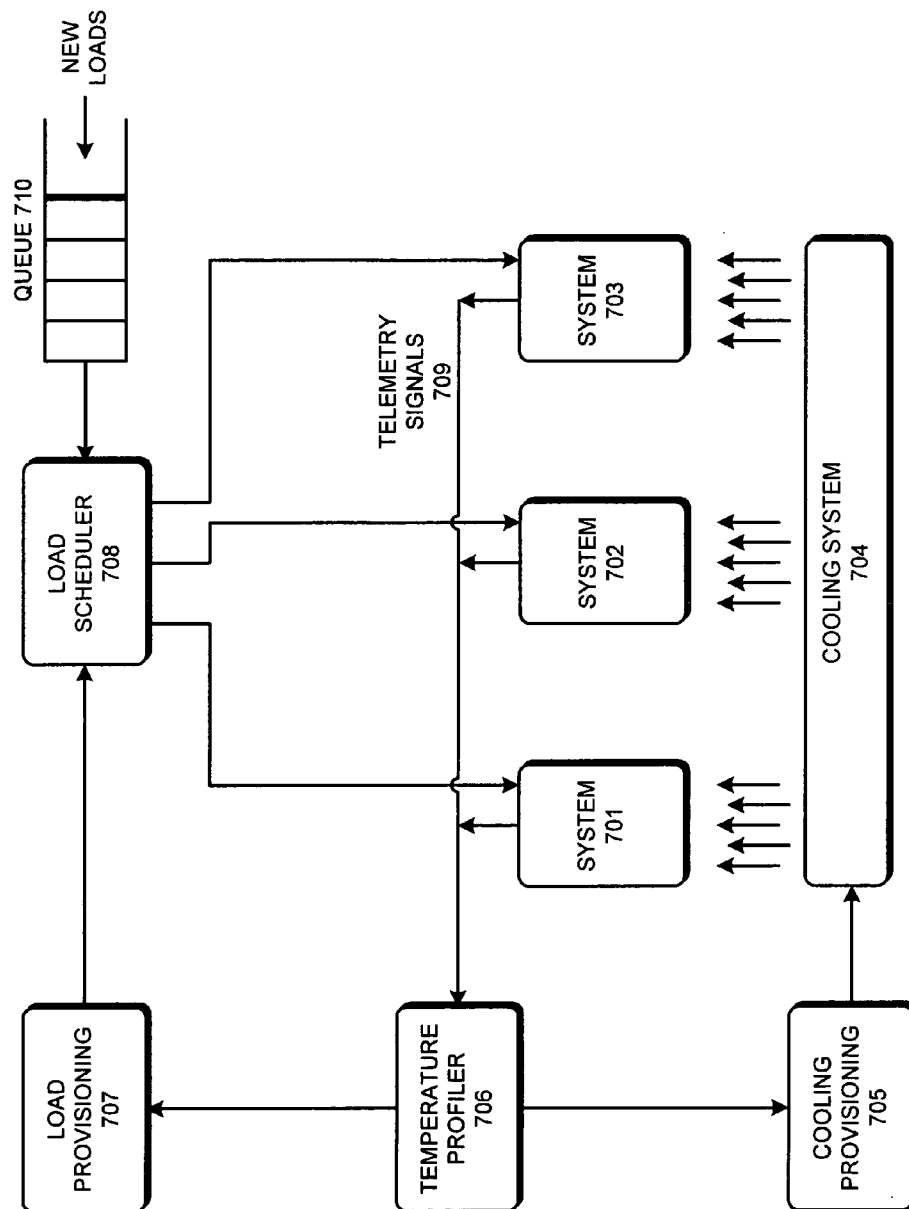 NEW
LOADS
QUEUE 710
LOAD
PROVISIONING
707
LOAD
SCHEDULER
708
TELEMETRY
SIGNALS
709
TEMPERATURE
PROFILER
706
SYSTEM
701
SYSTEM
702
SYSTEM
703
COOLING
PROVISIONING
705
COOLING SYSTEM
704